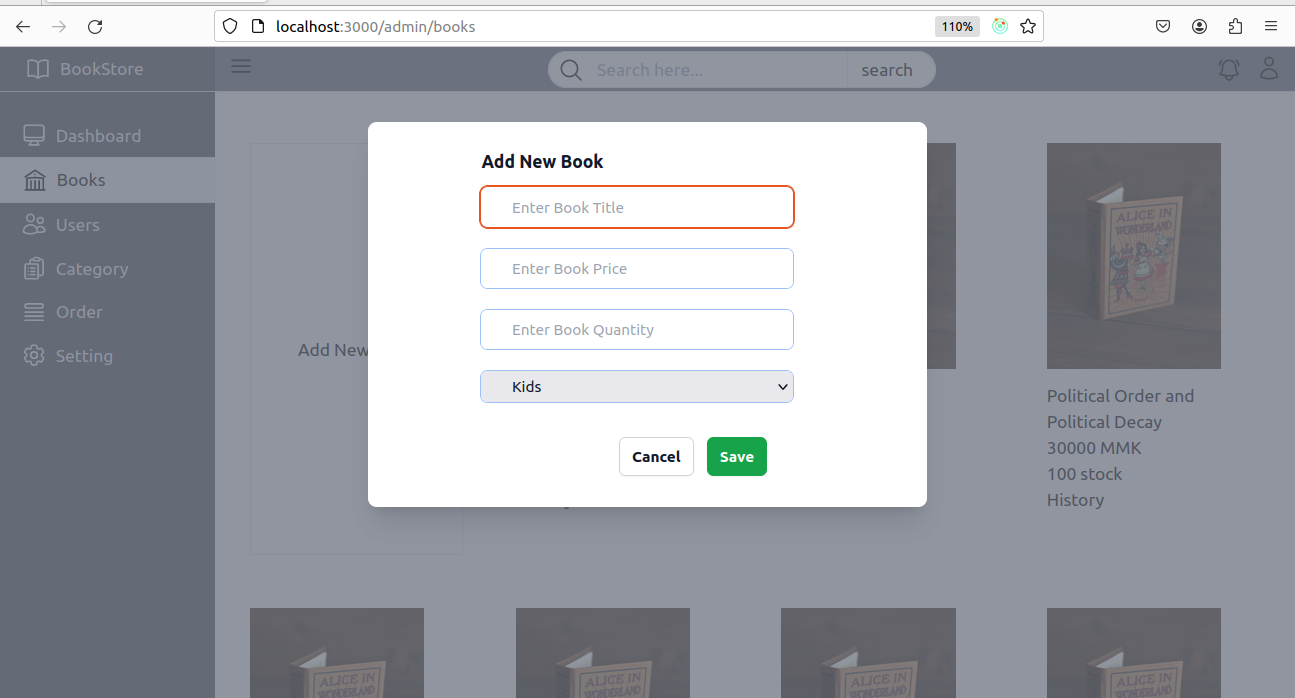 localhost:3000/admin/books
110%
BookStore
Search here...
search
Dashboard
Books
Users
Category
Order
Setting
Add New
Add New Book
Enter Book Title
Enter Book Price
Enter Book Quantity
Kids
Cancel
Save
ALICE IN
WONDERLAND
Political Order and
Political Decay
30000 MMK
100 stock
History
ALICE IN
WONDERLAND
ALICE IN
WONDERLAND
ALICE IN
WONDERLAND
ALICE IN
WONDERLAND